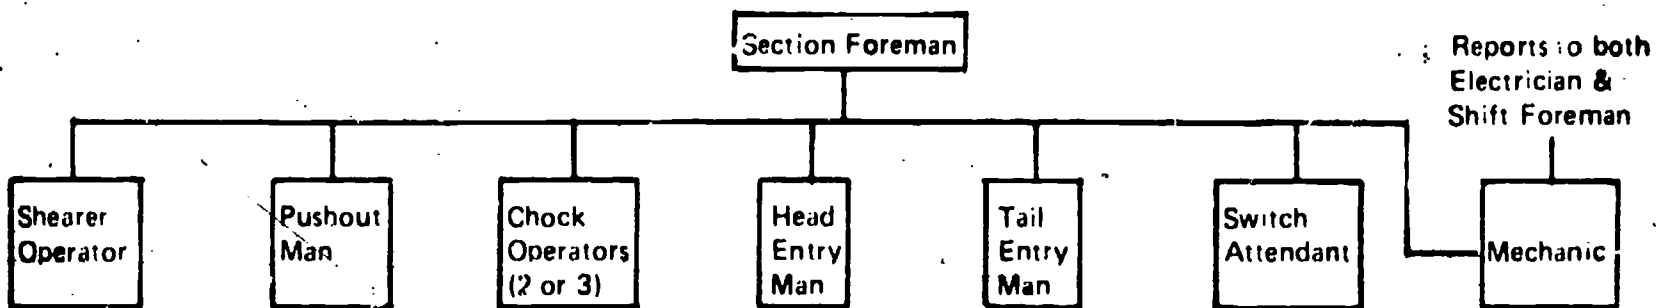 Section Foreman
Reports to both
Electrician &
Shift Foreman
Shearer
Operator
Pushout
Man
Chock
Operators
(2 or 3)
Head
Entry
Man
Tail
Entry
Man
Switch
Attendant
Mechanic